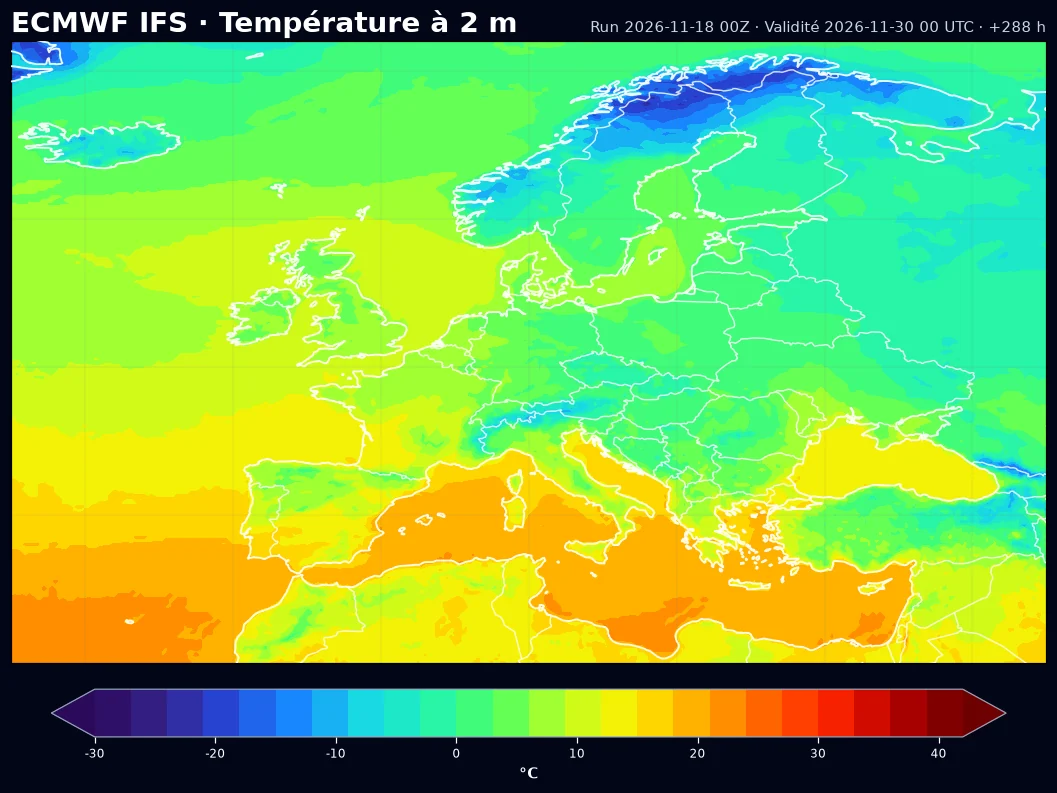 ECMWF IFS · Température à 2 m
Run 2026-11-18 00Z · Validité 2026-11-30 00 UTC · +288 h
-30 -20 -10 0 10 20 30 40
°C